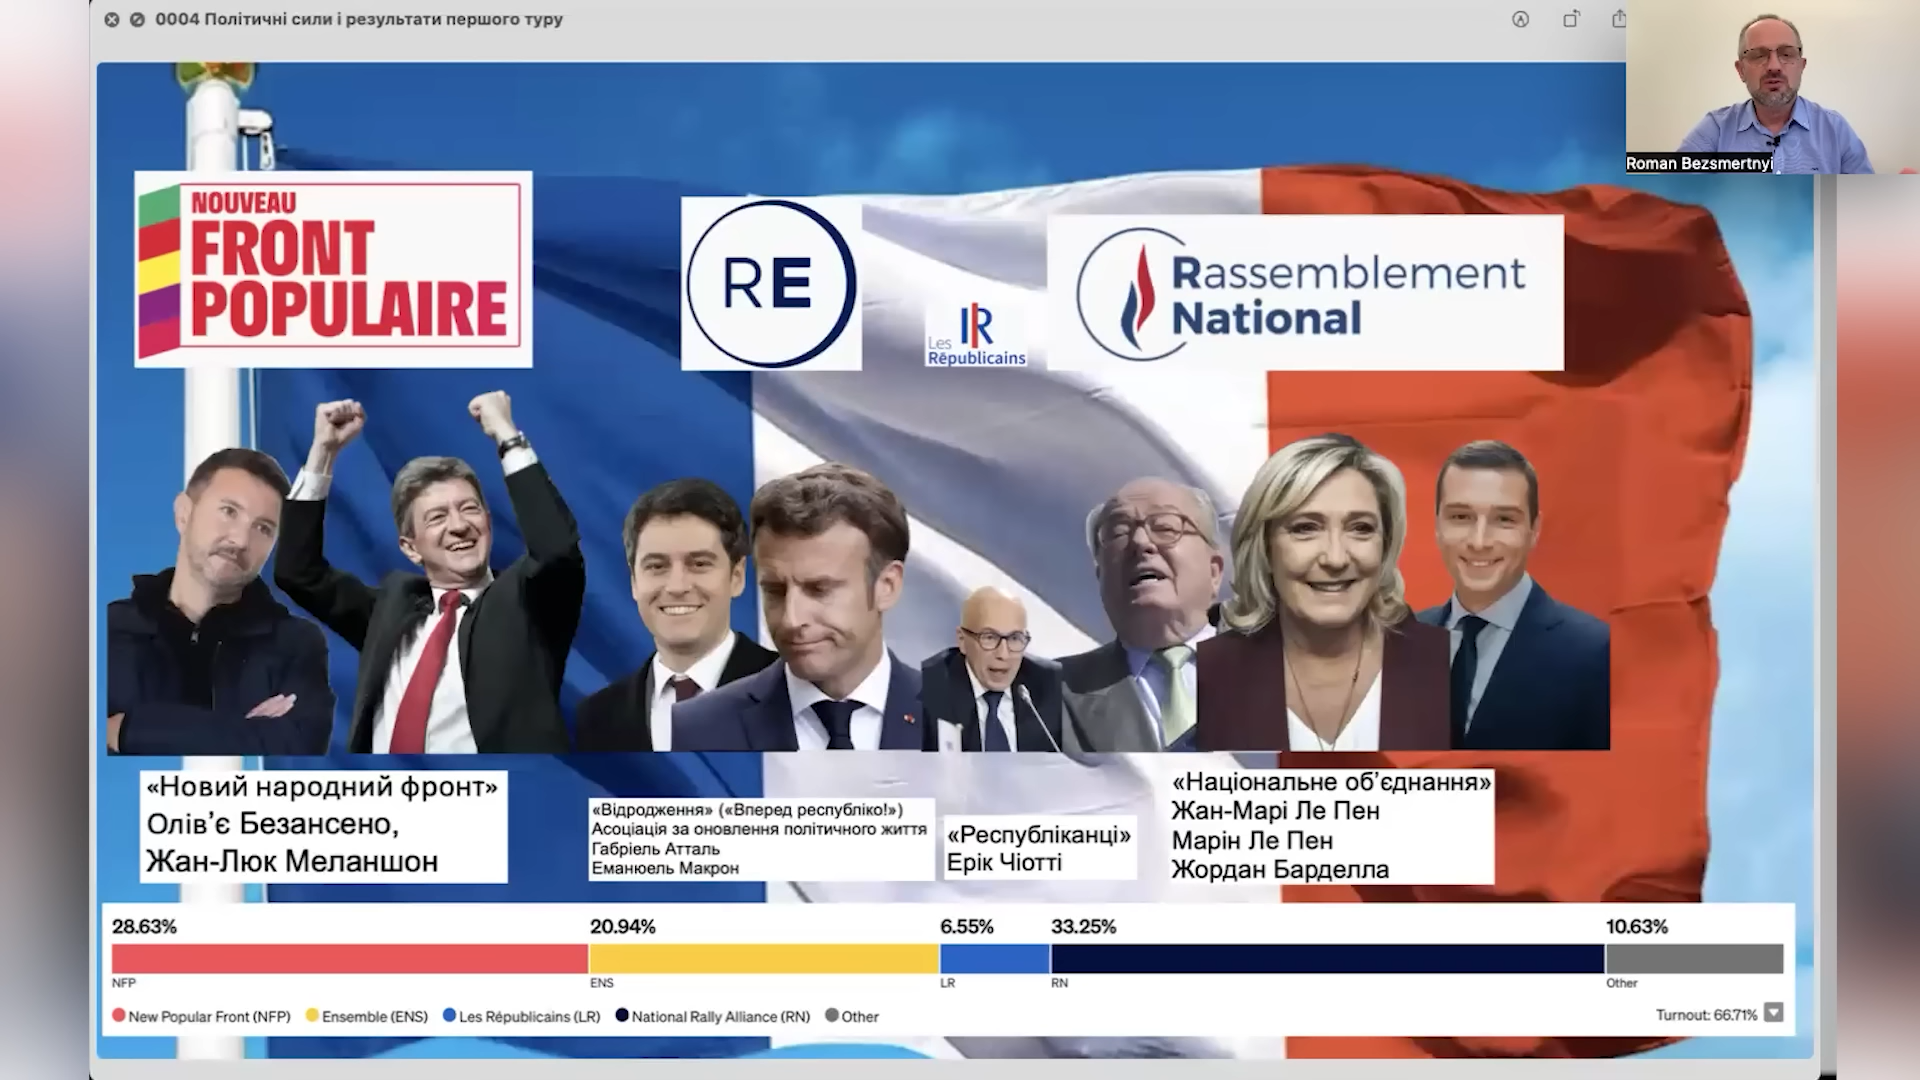 0004 Політичні сили і результати першого туру
Roman Bezsmertnyi
NOUVEAU
FRONT
POPULAIRE
RE
Les
Républicains
Rassemblement
National
«Новий народний фронт»
Олів’є Безансено,
Жан-Люк Меланшон
«Відродження» («Вперед республіко!»)
Асоціація за оновлення політичного життя
Габріель Атталь
Емануєль Макрон
«Республіканці»
Ерік Чіотті
«Національне об’єднання»
Жан-Марі Ле Пен
Марін Ле Пен
Жордан Барделла
28.63% 20.94% 6.55% 33.25% 10.63%
NFP ENS LR RN Other
New Popular Front (NFP) Ensemble (ENS) Les Républicains (LR) National Rally Alliance (RN) Other
Turnout: 66.71%